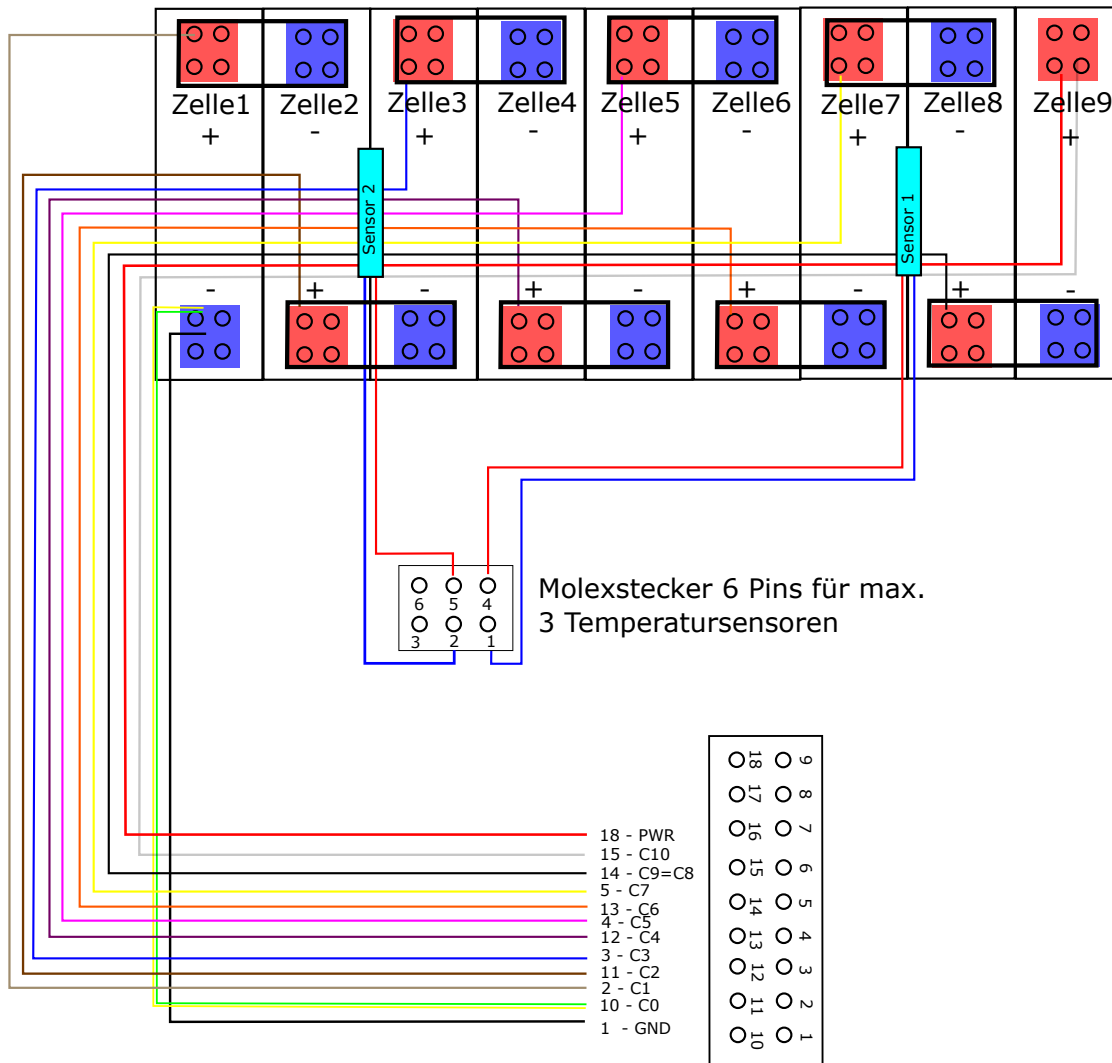 Zelle1 Zelle2 Zelle3 Zelle4 Zelle5 Zelle6 Zelle7 Zelle8 Zelle9
+ - + - + - + - +
Sensor 2
Sensor 1
- + - + - + - + -
6 5 4
3 2 1
Molexstecker 6 Pins für max.
3 Temperatursensoren
18 - PWR
15 - C10
14 - C9=C8
5 - C7
13 - C6
4 - C5
12 - C4
3 - C3
11 - C2
2 - C1
10 - C0
1 - GND
18 9
17 8
16 7
15 6
14 5
13 4
12 3
11 2
10 1